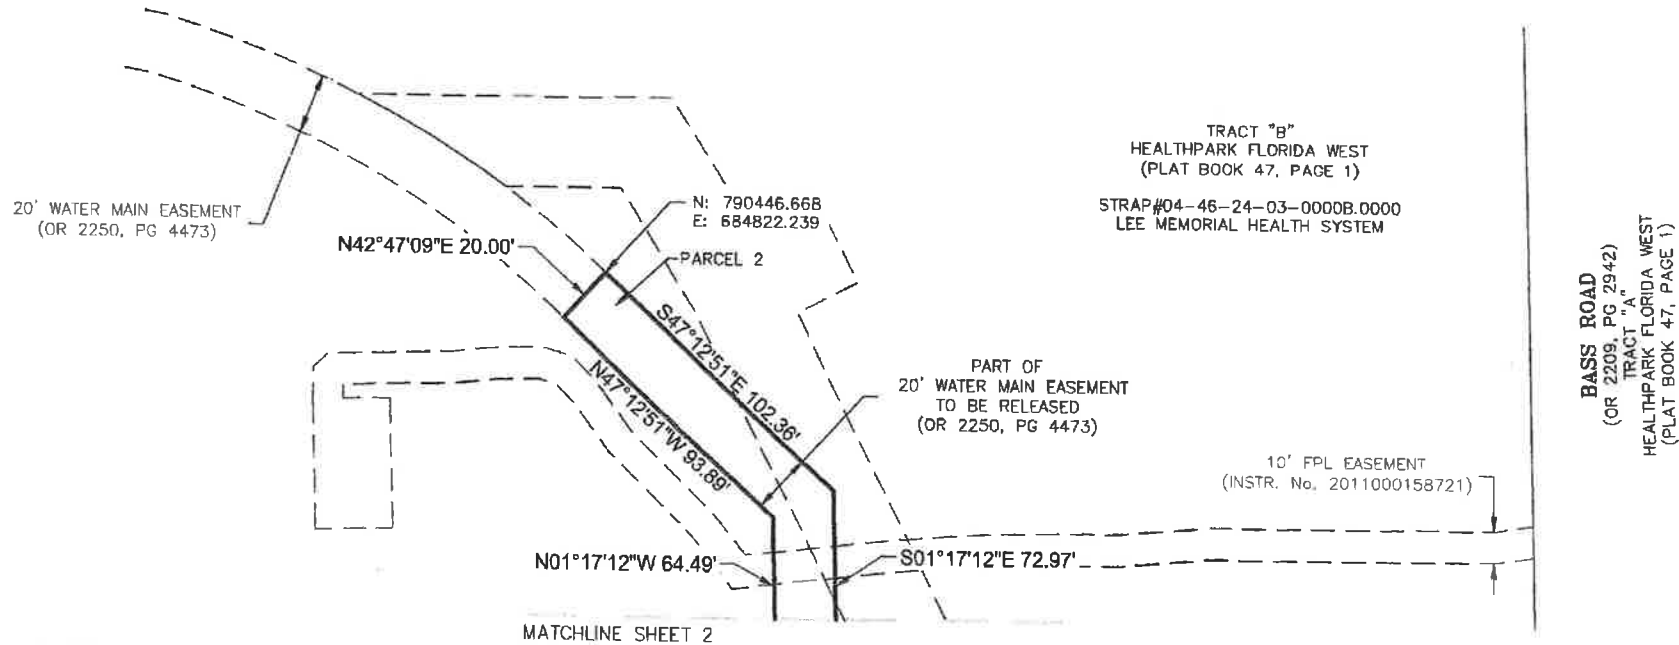 TRACT "B"
HEALTHPARK FLORIDA WEST
(PLAT BOOK 47, PAGE 1)
STRAP#04-46-24-03-0000B.0000
LEE MEMORIAL HEALTH SYSTEM
20' WATER MAIN EASEMENT
(OR 2250, PG 4473)
N: 790446.668
E: 684822.239
N42°47'09"E 20.00'
PARCEL 2
S47°12'51"E 102.36'
N47°12'51"W 93.89'
PART OF
20' WATER MAIN EASEMENT
TO BE RELEASED
(OR 2250, PG 4473)
10' FPL EASEMENT
(INSTR. No. 2011000158721)
N01°17'12"W 64.49'
S01°17'12"E 72.97'
MATCHLINE SHEET 2
BASS ROAD
(OR 2209, PG 2942)
TRACT "A"
HEALTHPARK FLORIDA WEST
(PLAT BOOK 47, PAGE 1)